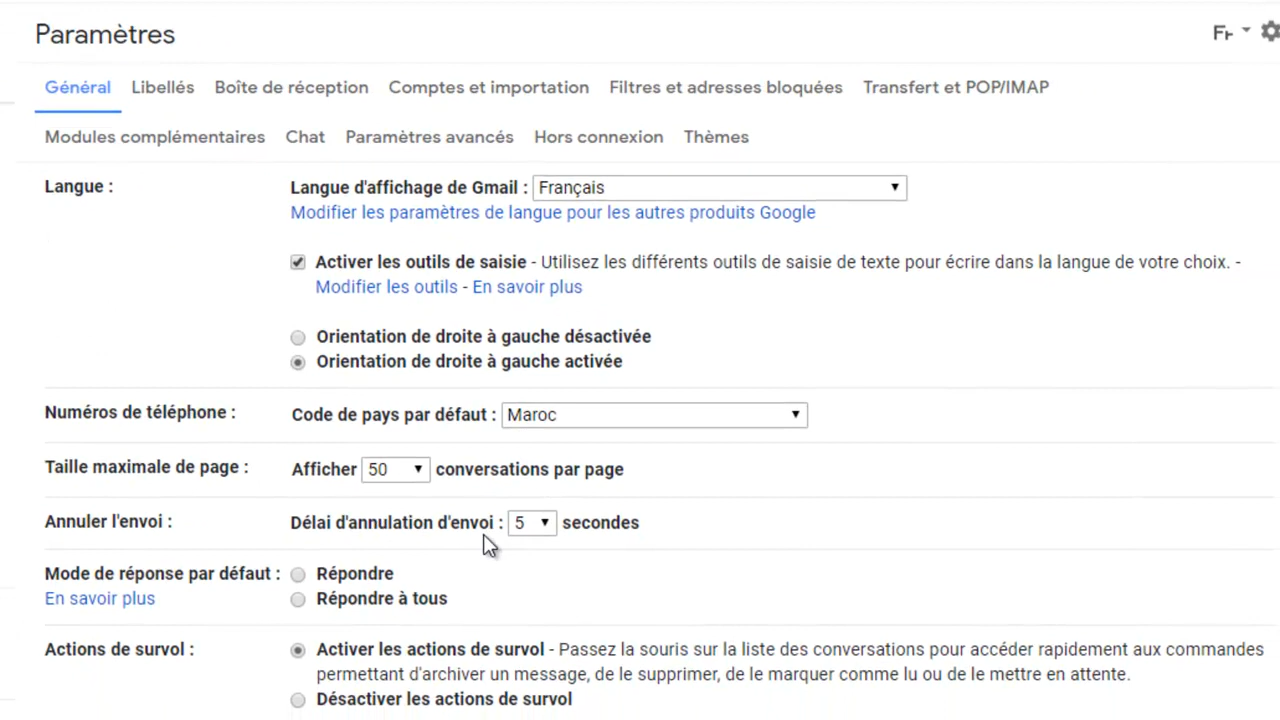 Paramètres
Fr
Général Libellés Boîte de réception Comptes et importation Filtres et adresses bloquées Transfert et POP/IMAP
Modules complémentaires Chat Paramètres avancés Hors connexion Thèmes
Langue : Langue d'affichage de Gmail : Français
Modifier les paramètres de langue pour les autres produits Google
Activer les outils de saisie - Utilisez les différents outils de saisie de texte pour écrire dans la langue de votre choix. -
Modifier les outils - En savoir plus
Orientation de droite à gauche désactivée
Orientation de droite à gauche activée
Numéros de téléphone : Code de pays par défaut : Maroc
Taille maximale de page : Afficher 50 conversations par page
Annuler l'envoi : Délai d'annulation d'envoi : 5 secondes
Mode de réponse par défaut : Répondre
En savoir plus Répondre à tous
Actions de survol : Activer les actions de survol - Passez la souris sur la liste des conversations pour accéder rapidement aux commandes
permettant d'archiver un message, de le supprimer, de le marquer comme lu ou de le mettre en attente.
Désactiver les actions de survol